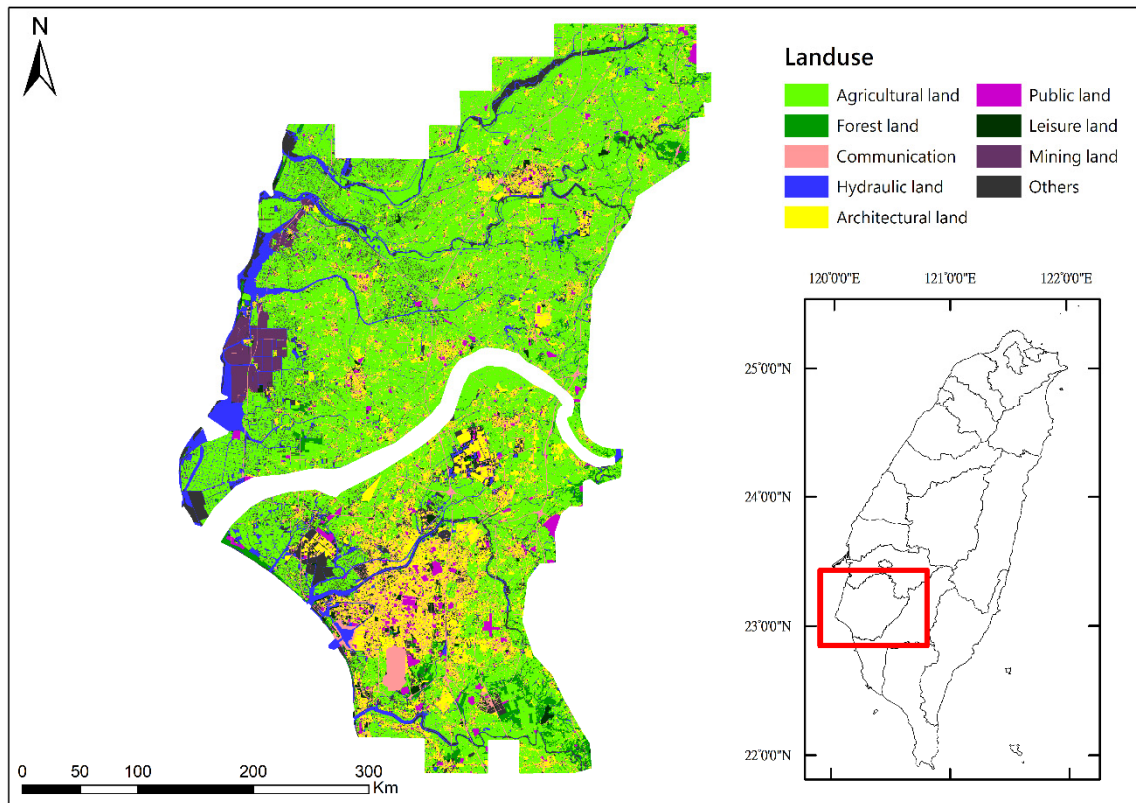 N
Landuse
Agricultural land
Forest land
Communication
Hydraulic land
Architectural land
Public land
Leisure land
Mining land
Others
120°0'0"E 121°0'0"E 122°0'0"E
25°0'0"N
24°0'0"N
23°0'0"N
22°0'0"N
0 50 100 200 300
Km